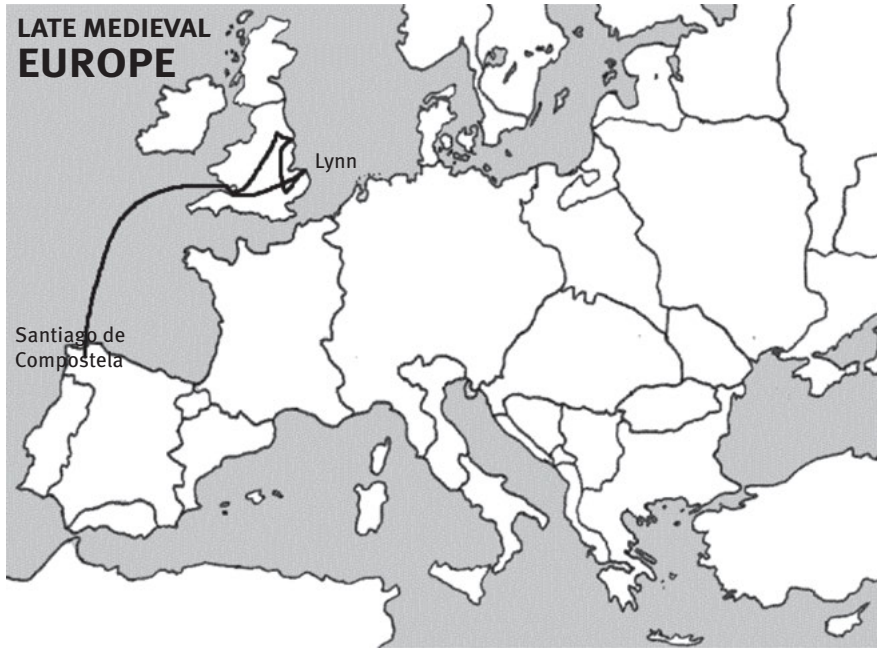 LATE MEDIEVAL
EUROPE
Lynn
Santiago de
Compostela